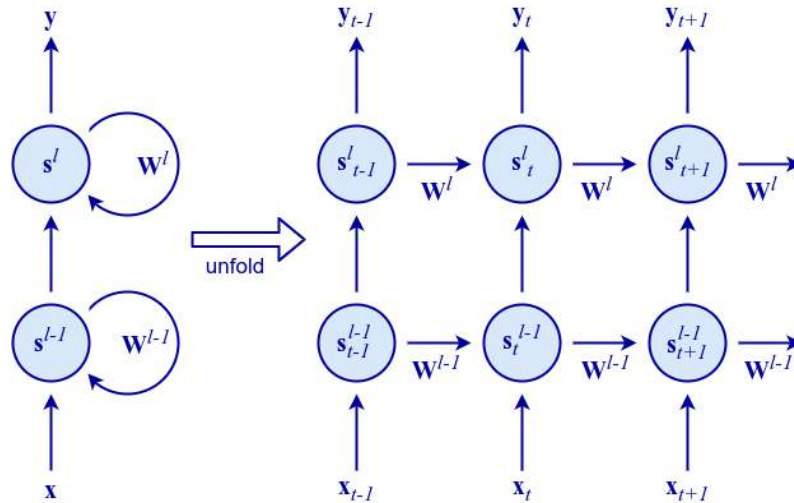 y y_{t-1} y_t y_{t+1}
s^l W^l s^l_{t-1} s^l_t s^l_{t+1}
W^l W^l W^l
unfold
s^{l-1} W^{l-1} s^{l-1}_{t-1} s^{l-1}_t s^{l-1}_{t+1}
W^{l-1} W^{l-1} W^{l-1}
x x_{t-1} x_t x_{t+1}